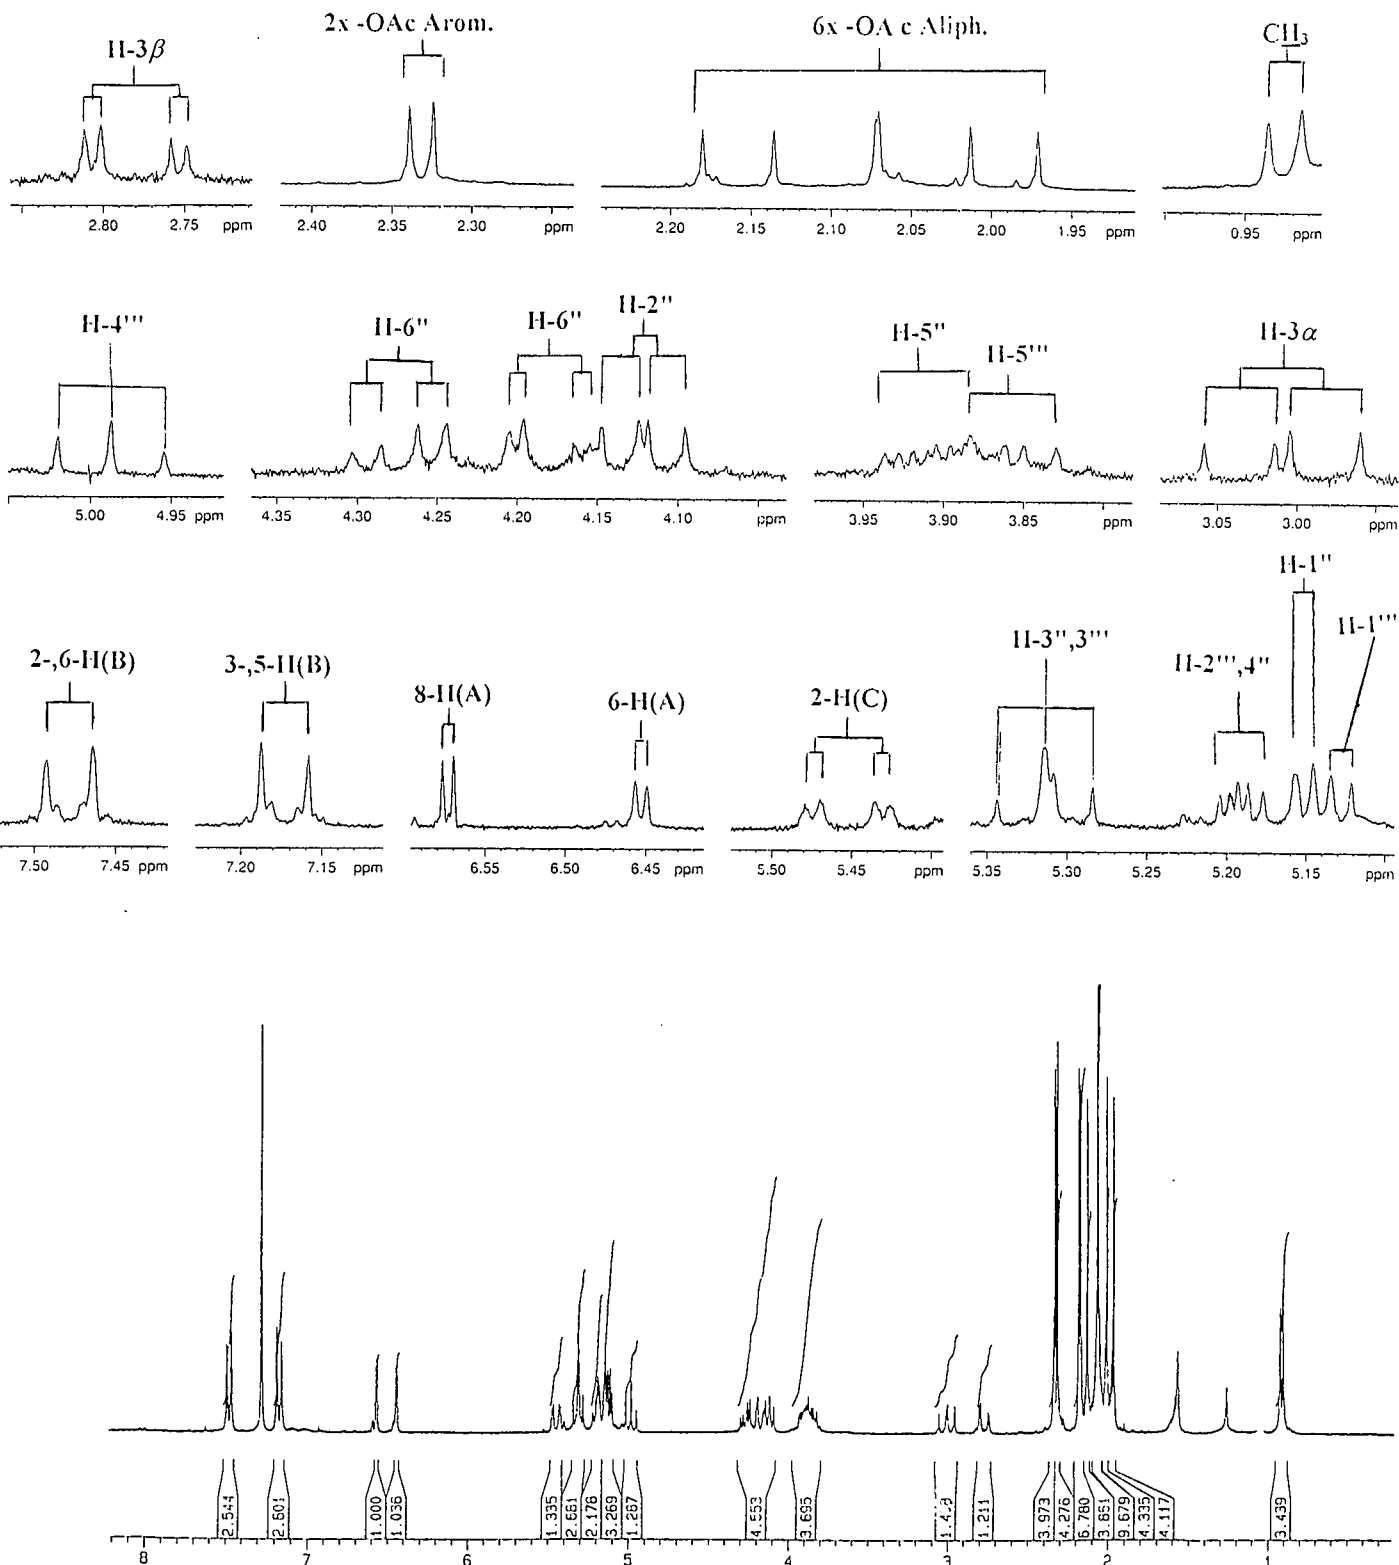 H-3β 2x -OAc Arom. 6x -OAc Aliph. CH3
2.80 2.75 ppm 2.40 2.35 2.30 ppm 2.20 2.15 2.10 2.05 2.00 1.95 ppm 0.95 ppm
H-4''' H-6'' H-6'' H-2'' H-5'' H-5''' H-3α
5.00 4.95 ppm 4.35 4.30 4.25 4.20 4.15 4.10 ppm 3.95 3.90 3.85 ppm 3.05 3.00 ppm
2-,6-H(B) 3-,5-H(B) 8-H(A) 6-H(A) 2-H(C) H-3'',3''' H-2''',4'' H-1'' H-1'''
7.50 7.45 ppm 7.20 7.15 ppm 6.55 6.50 6.45 ppm 5.50 5.45 ppm 5.35 5.30 5.25 5.20 5.15 ppm
2.544 2.601 1.000 1.036 1.335 2.661 2.176 3.269 1.287 4.553 3.695 1.211 3.973 4.276 6.780 3.651 9.679 4.335 4.117 3.439
8 7 6 5 4 3 2 1